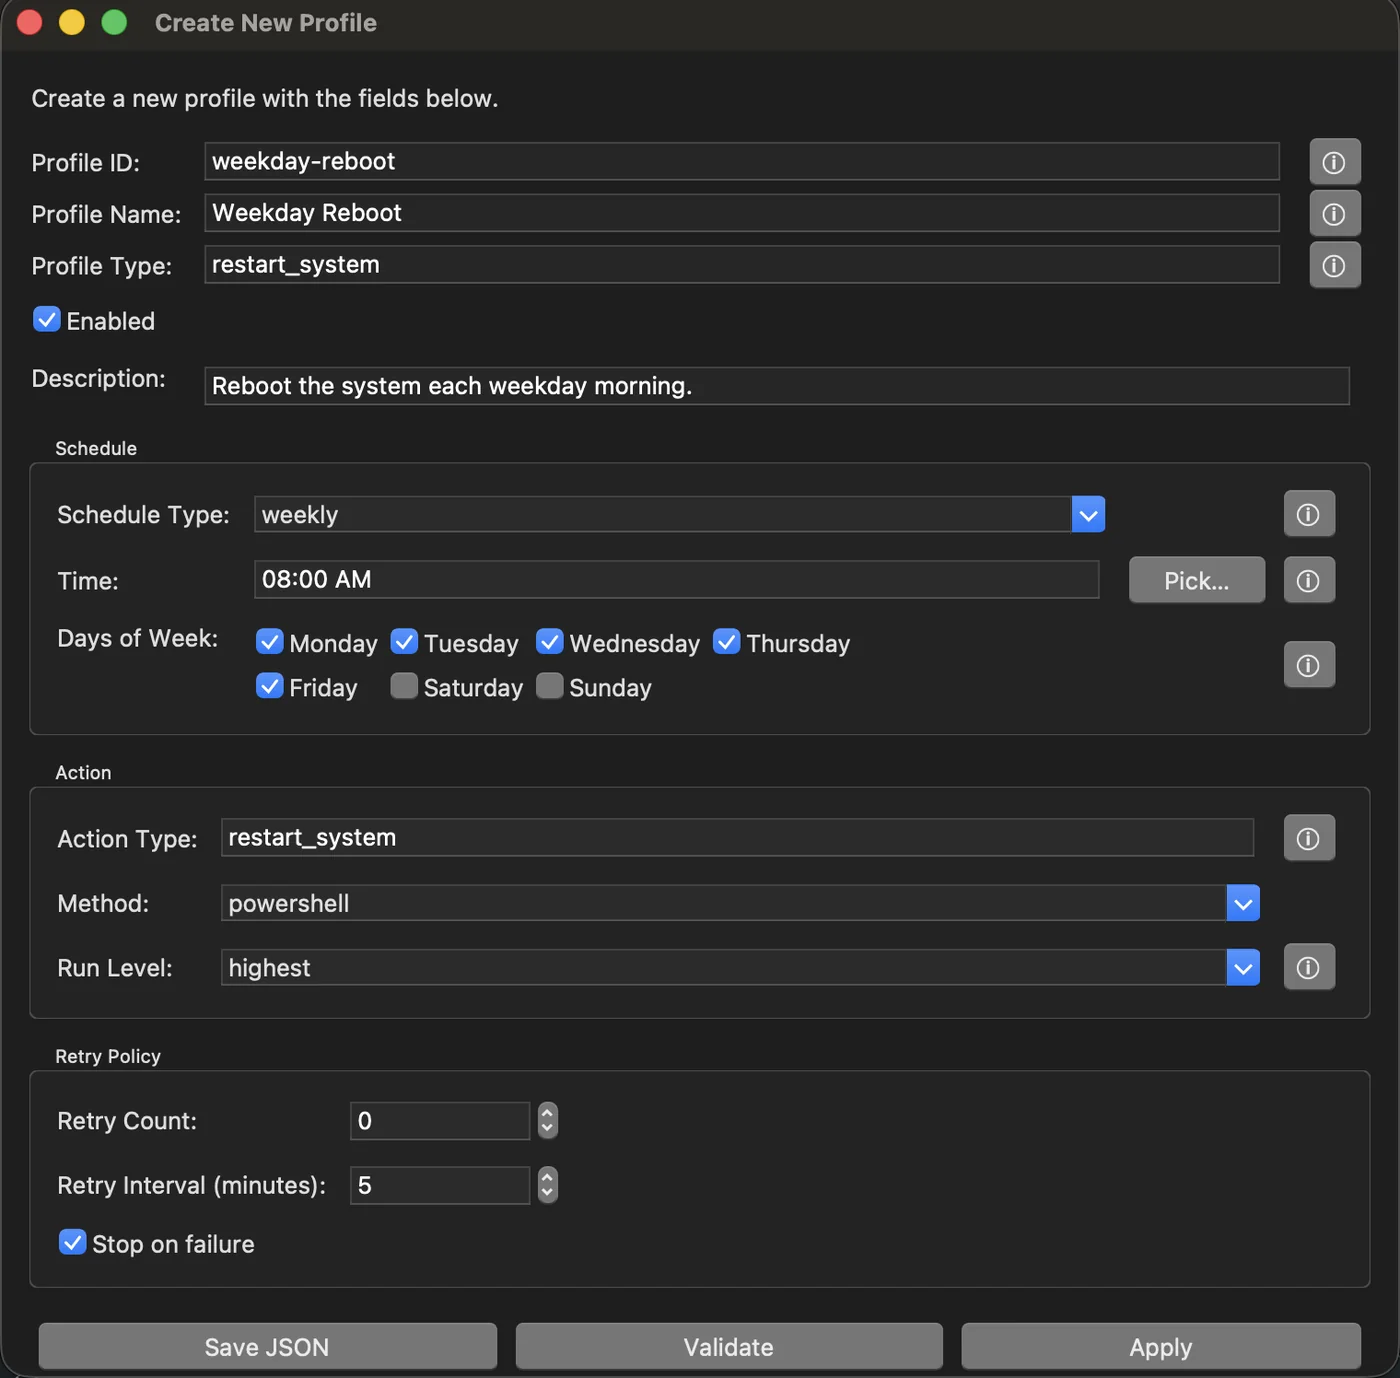 Create New Profile
Create a new profile with the fields below.
Profile ID: weekday-reboot
Profile Name: Weekday Reboot
Profile Type: restart_system
Enabled
Description: Reboot the system each weekday morning.
Schedule
Schedule Type: weekly
Time: 08:00 AM Pick...
Days of Week: Monday Tuesday Wednesday Thursday
Friday Saturday Sunday
Action
Action Type: restart_system
Method: powershell
Run Level: highest
Retry Policy
Retry Count: 0
Retry Interval (minutes): 5
Stop on failure
Save JSON Validate Apply